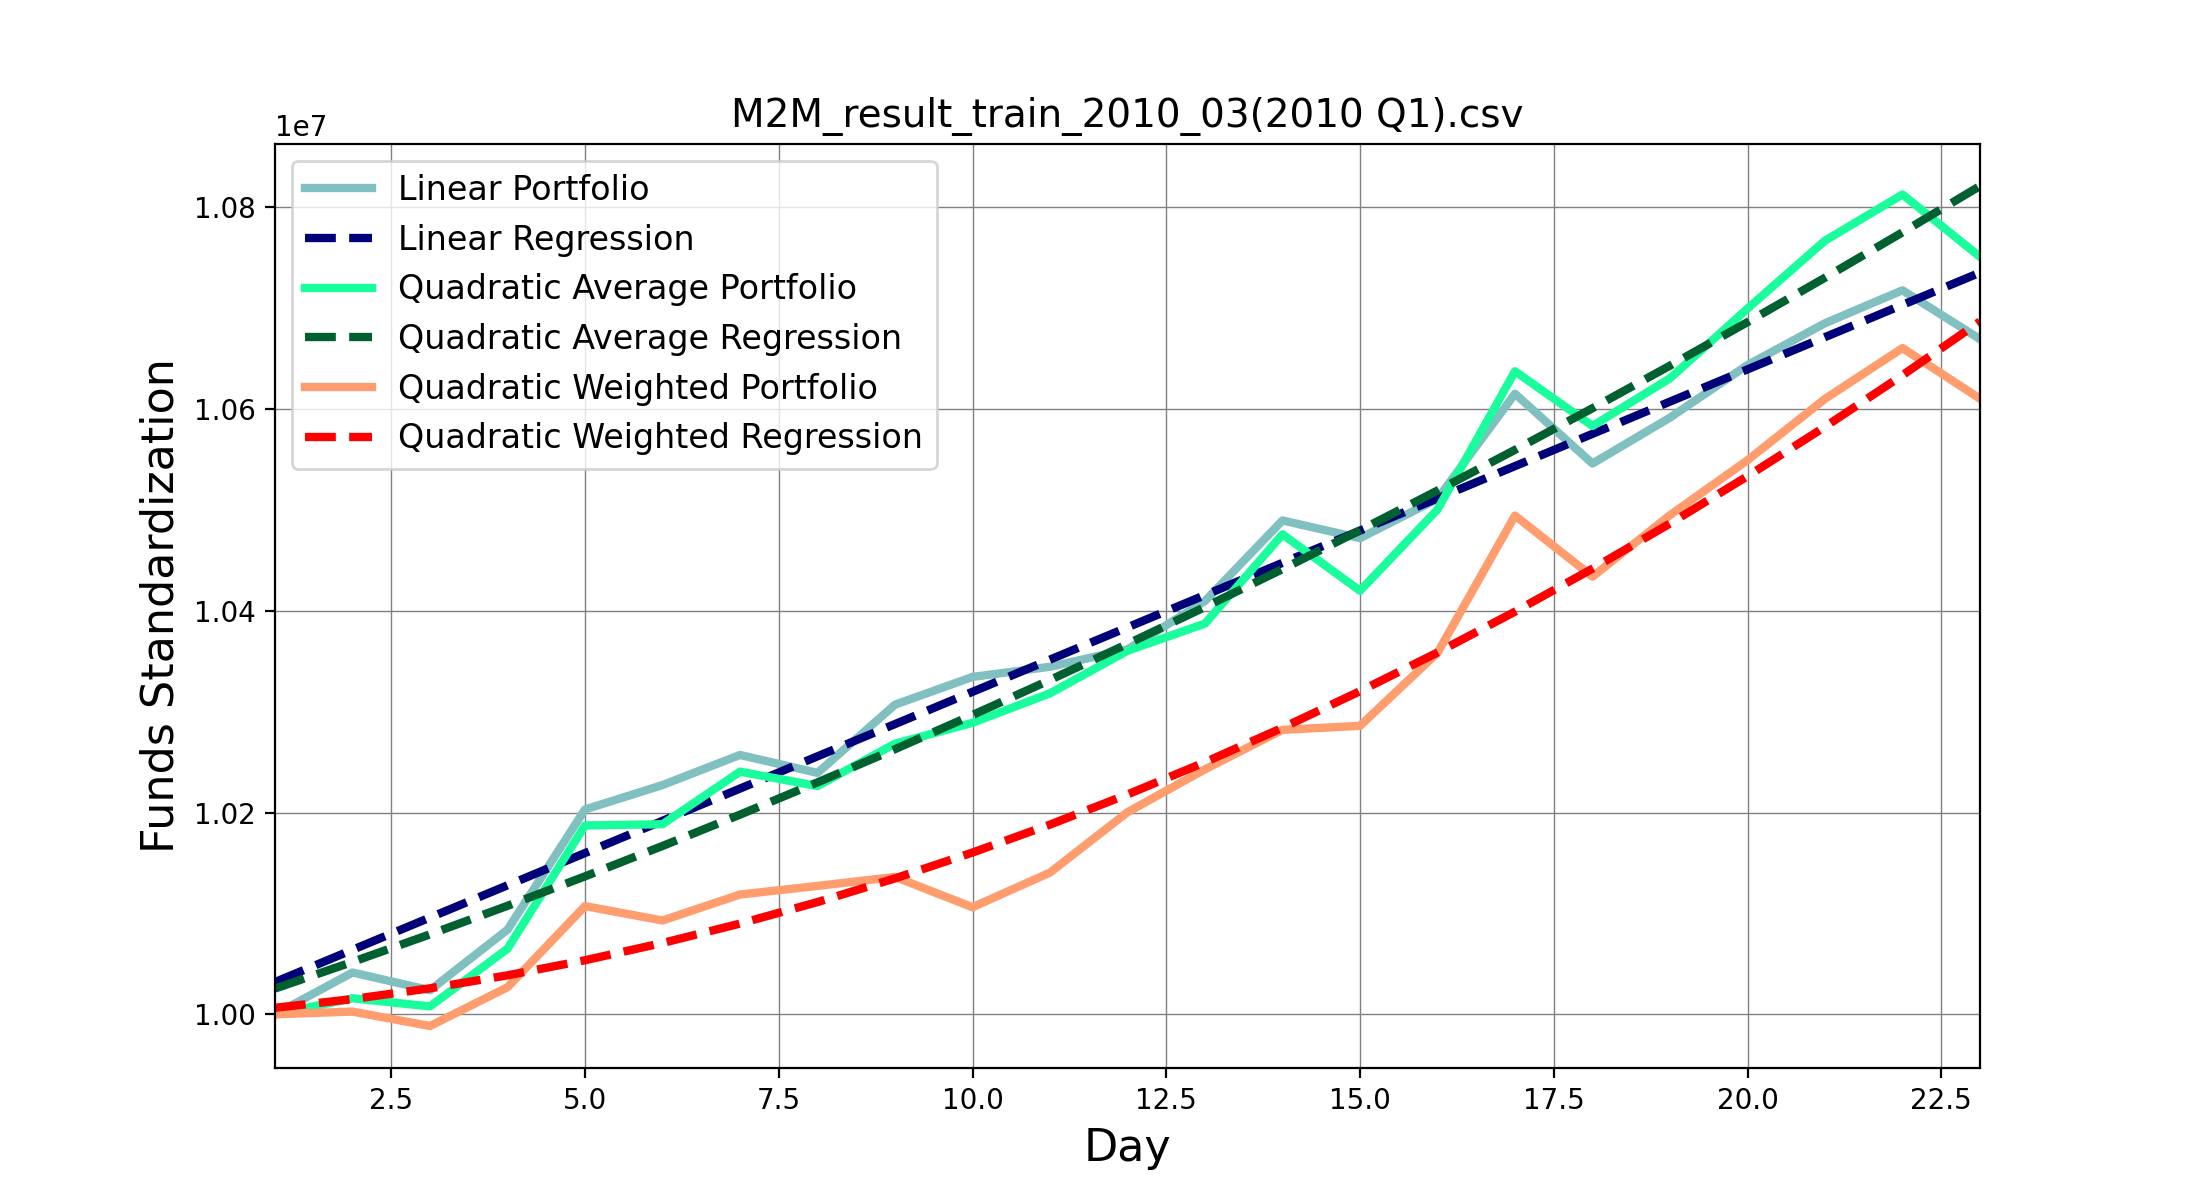 M2M_result_train_2010_03(2010 Q1).csv
1e7
Linear Portfolio
Linear Regression
Quadratic Average Portfolio
Quadratic Average Regression
Quadratic Weighted Portfolio
Quadratic Weighted Regression
1.08
1.06
1.04
1.02
1.00
Funds Standardization
2.5 5.0 7.5 10.0 12.5 15.0 17.5 20.0 22.5
Day